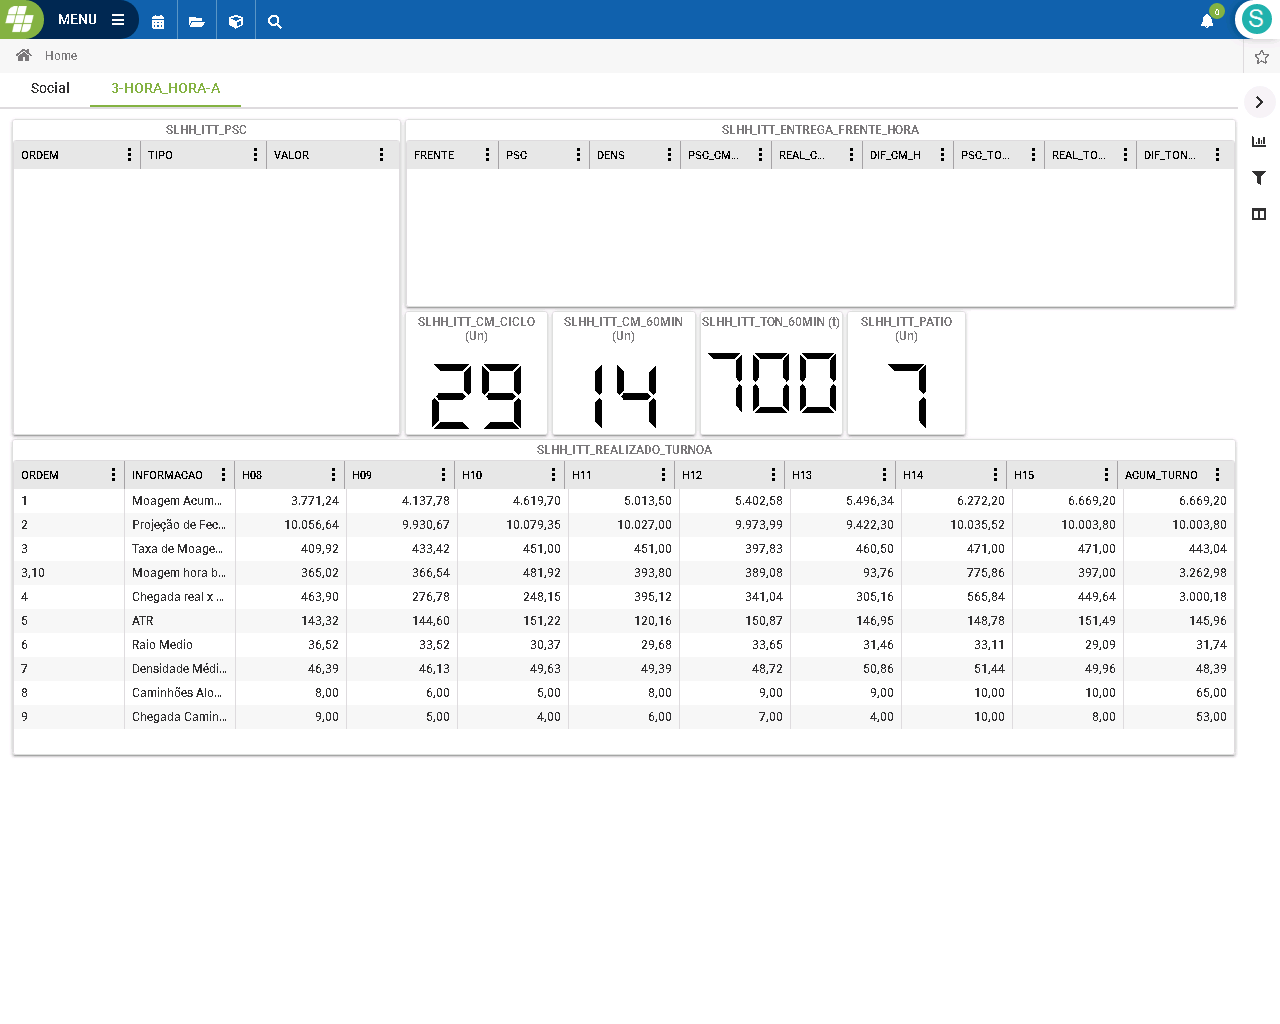 MENU
0
S
Home
Social
3-HORA_HORA-A
SLHH_ITT_PSC
ORDEM TIPO VALOR
SLHH_ITT_ENTREGA_FRENTE_HORA
FRENTE PSC DENS PSC_CM... REAL_C... DIF_CM_H PSC_TO... REAL_TO... DIF_TON...
SLHH_ITT_CM_CICLO
(Un)
29
SLHH_ITT_CM_60MIN
(Un)
14
SLHH_ITT_TON_60MIN (t)
700
SLHH_ITT_PATIO
(Un)
7
SLHH_ITT_REALIZADO_TURNOA
ORDEM INFORMACAO H08 H09 H10 H11 H12 H13 H14 H15 ACUM_TURNO
1 Moagem Acum... 3.771,24 4.137,78 4.619,70 5.013,50 5.402,58 5.496,34 6.272,20 6.669,20 6.669,20
2 Projeção de Fec... 10.056,64 9.930,67 10.079,35 10.027,00 9.973,99 9.422,30 10.035,52 10.003,80 10.003,80
3 Taxa de Moage... 409,92 433,42 451,00 451,00 397,83 460,50 471,00 471,00 443,04
3,10 Moagem hora b... 365,02 366,54 481,92 393,80 389,08 93,76 775,86 397,00 3.262,98
4 Chegada real x ... 463,90 276,78 248,15 395,12 341,04 305,16 565,84 449,64 3.000,18
5 ATR 143,32 144,60 151,22 120,16 150,87 146,95 148,78 151,49 145,96
6 Raio Medio 36,52 33,52 30,37 29,68 33,65 31,46 33,11 29,09 31,74
7 Densidade Médi... 46,39 46,13 49,63 49,39 48,72 50,86 51,44 49,96 48,39
8 Caminhões Alo... 8,00 6,00 5,00 8,00 9,00 9,00 10,00 10,00 65,00
9 Chegada Camin... 9,00 5,00 4,00 6,00 7,00 4,00 10,00 8,00 53,00